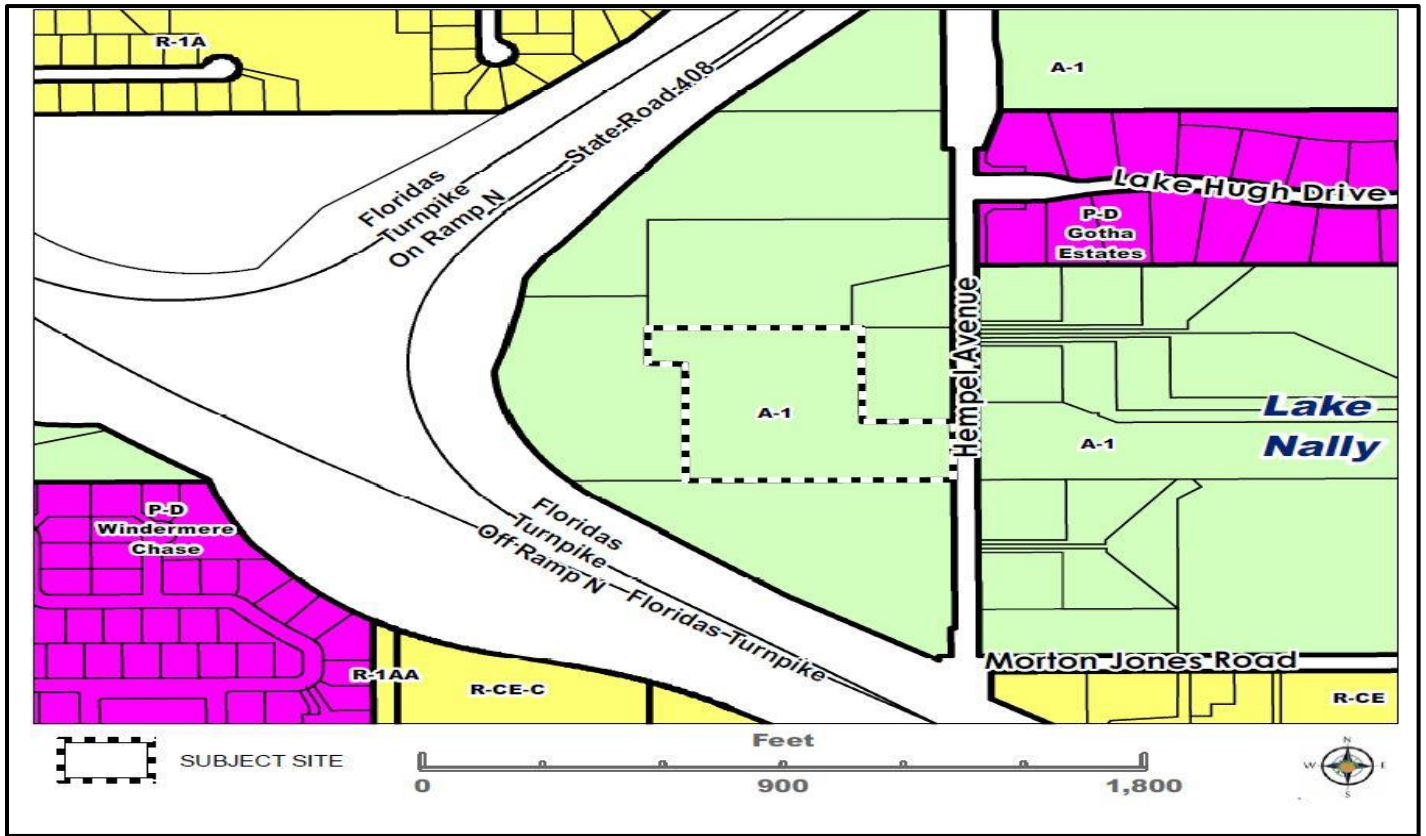 R-1A
A-1
State Road 408
Floridas
Turnpike
On Ramp N
Lake Hugh Drive
P-D
Gotha
Estates
Hempel Avenue
A-1
Lake
Nally
A-1
P-D
Windermere
Chase
Floridas
Turnpike
Off Ramp N
Floridas Turnpike
Morton Jones Road
R-1AA
R-CE-C
R-CE
SUBJECT SITE
Feet
0 900 1,800
N
W E
S